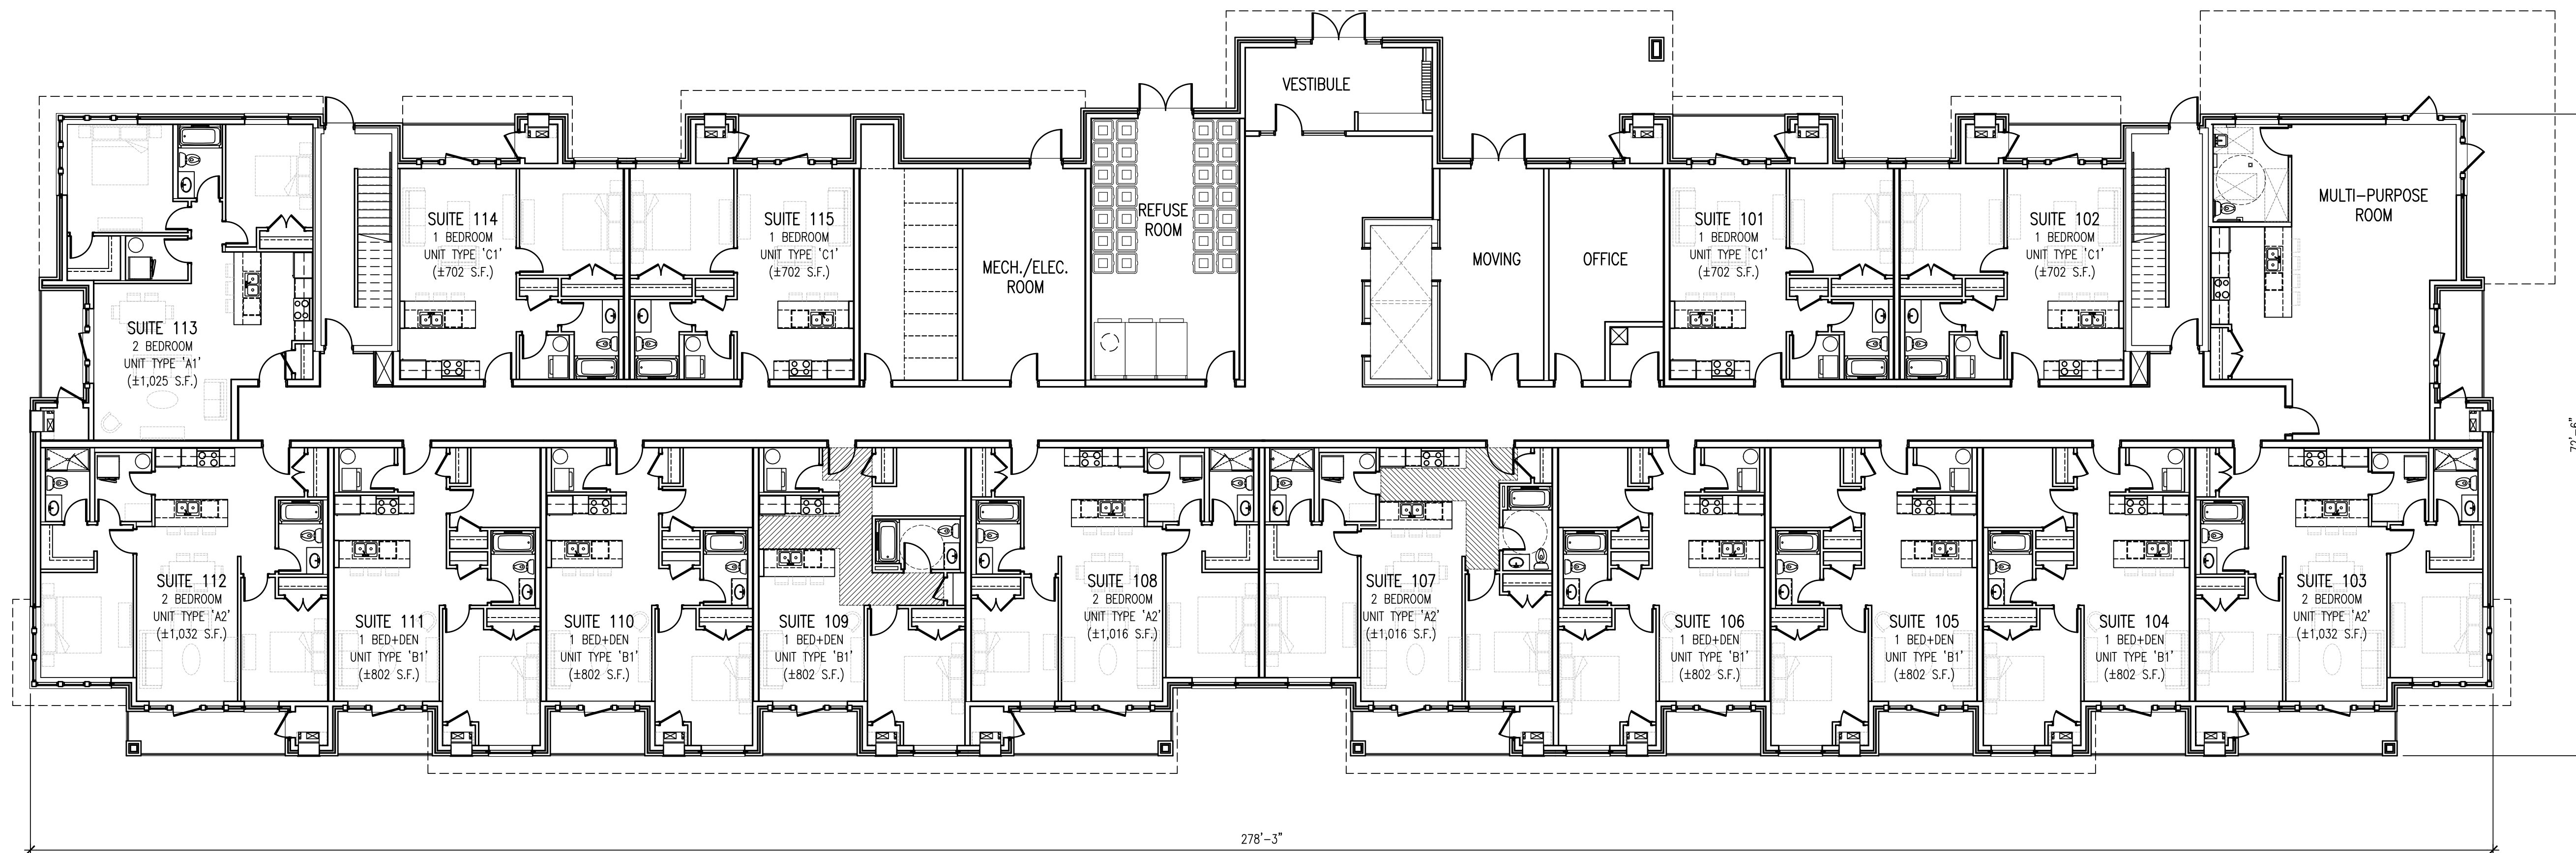 VESTIBULE
SUITE 114
1 BEDROOM
UNIT TYPE 'C1'
(±702 S.F.)
SUITE 115
1 BEDROOM
UNIT TYPE 'C1'
(±702 S.F.)
MECH./ELEC.
ROOM
REFUSE
ROOM
MOVING
OFFICE
SUITE 101
1 BEDROOM
UNIT TYPE 'C1'
(±702 S.F.)
SUITE 102
1 BEDROOM
UNIT TYPE 'C1'
(±702 S.F.)
MULTI-PURPOSE
ROOM
SUITE 113
2 BEDROOM
UNIT TYPE 'A1'
(±1,025 S.F.)
72'-6"
SUITE 112
2 BEDROOM
UNIT TYPE 'A2'
(±1,032 S.F.)
SUITE 111
1 BED+DEN
UNIT TYPE 'B1'
(±802 S.F.)
SUITE 110
1 BED+DEN
UNIT TYPE 'B1'
(±802 S.F.)
SUITE 109
1 BED+DEN
UNIT TYPE 'B1'
(±802 S.F.)
SUITE 108
2 BEDROOM
UNIT TYPE 'A2'
(±1,016 S.F.)
SUITE 107
2 BEDROOM
UNIT TYPE 'A2'
(±1,016 S.F.)
SUITE 106
1 BED+DEN
UNIT TYPE 'B1'
(±802 S.F.)
SUITE 105
1 BED+DEN
UNIT TYPE 'B1'
(±802 S.F.)
SUITE 104
1 BED+DEN
UNIT TYPE 'B1'
(±802 S.F.)
SUITE 103
2 BEDROOM
UNIT TYPE 'A2'
(±1,032 S.F.)
278'-3"